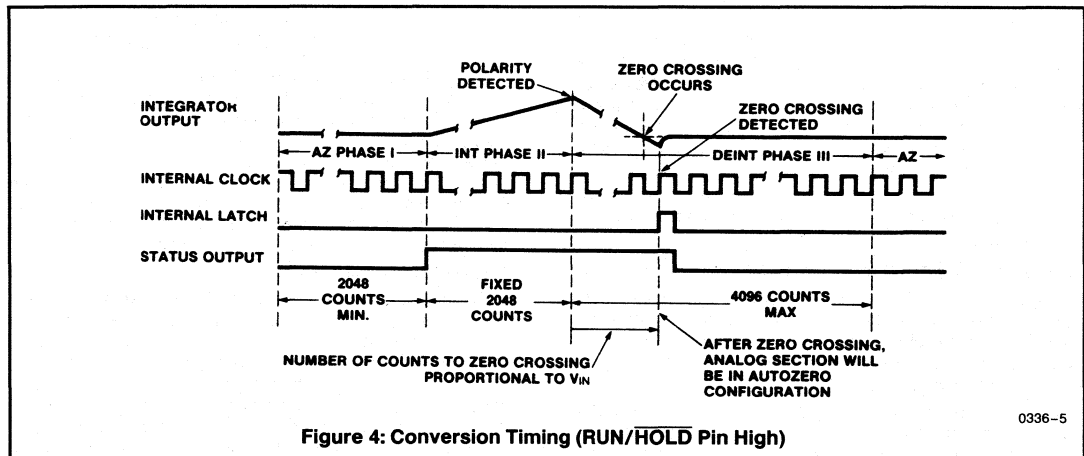 POLARITY
DETECTED
ZERO CROSSING
OCCURS
INTEGRATOR
OUTPUT
ZERO CROSSING
DETECTED
AZ PHASE I
INT PHASE II
DEINT PHASE III
AZ
INTERNAL CLOCK
INTERNAL LATCH
STATUS OUTPUT
2048
COUNTS
MIN.
FIXED
2048
COUNTS
4096 COUNTS
MAX
NUMBER OF COUNTS TO ZERO CROSSING
PROPORTIONAL TO VIN
AFTER ZERO CROSSING,
ANALOG SECTION WILL
BE IN AUTOZERO
CONFIGURATION
0336–5
Figure 4: Conversion Timing (RUN/HOLD Pin High)